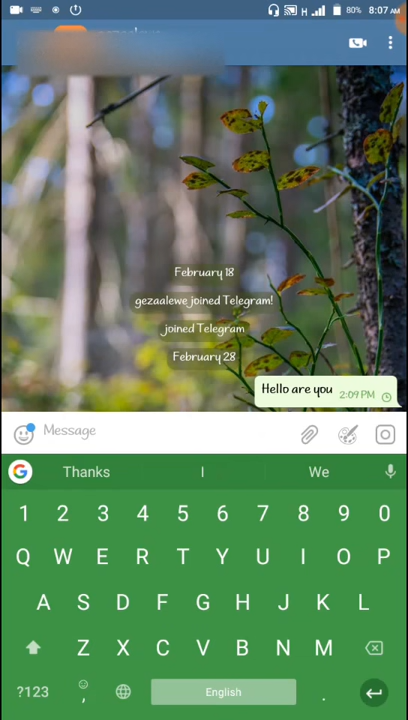 H 80% 8:07 AM
February 18
gezaalewe joined Telegram!
joined Telegram
February 28
Hello are you 2:09 PM
Message
G Thanks I We
1 2 3 4 5 6 7 8 9 0
Q W E R T Y U I O P
A S D F G H J K L
Z X C V B N M
?123 , English .